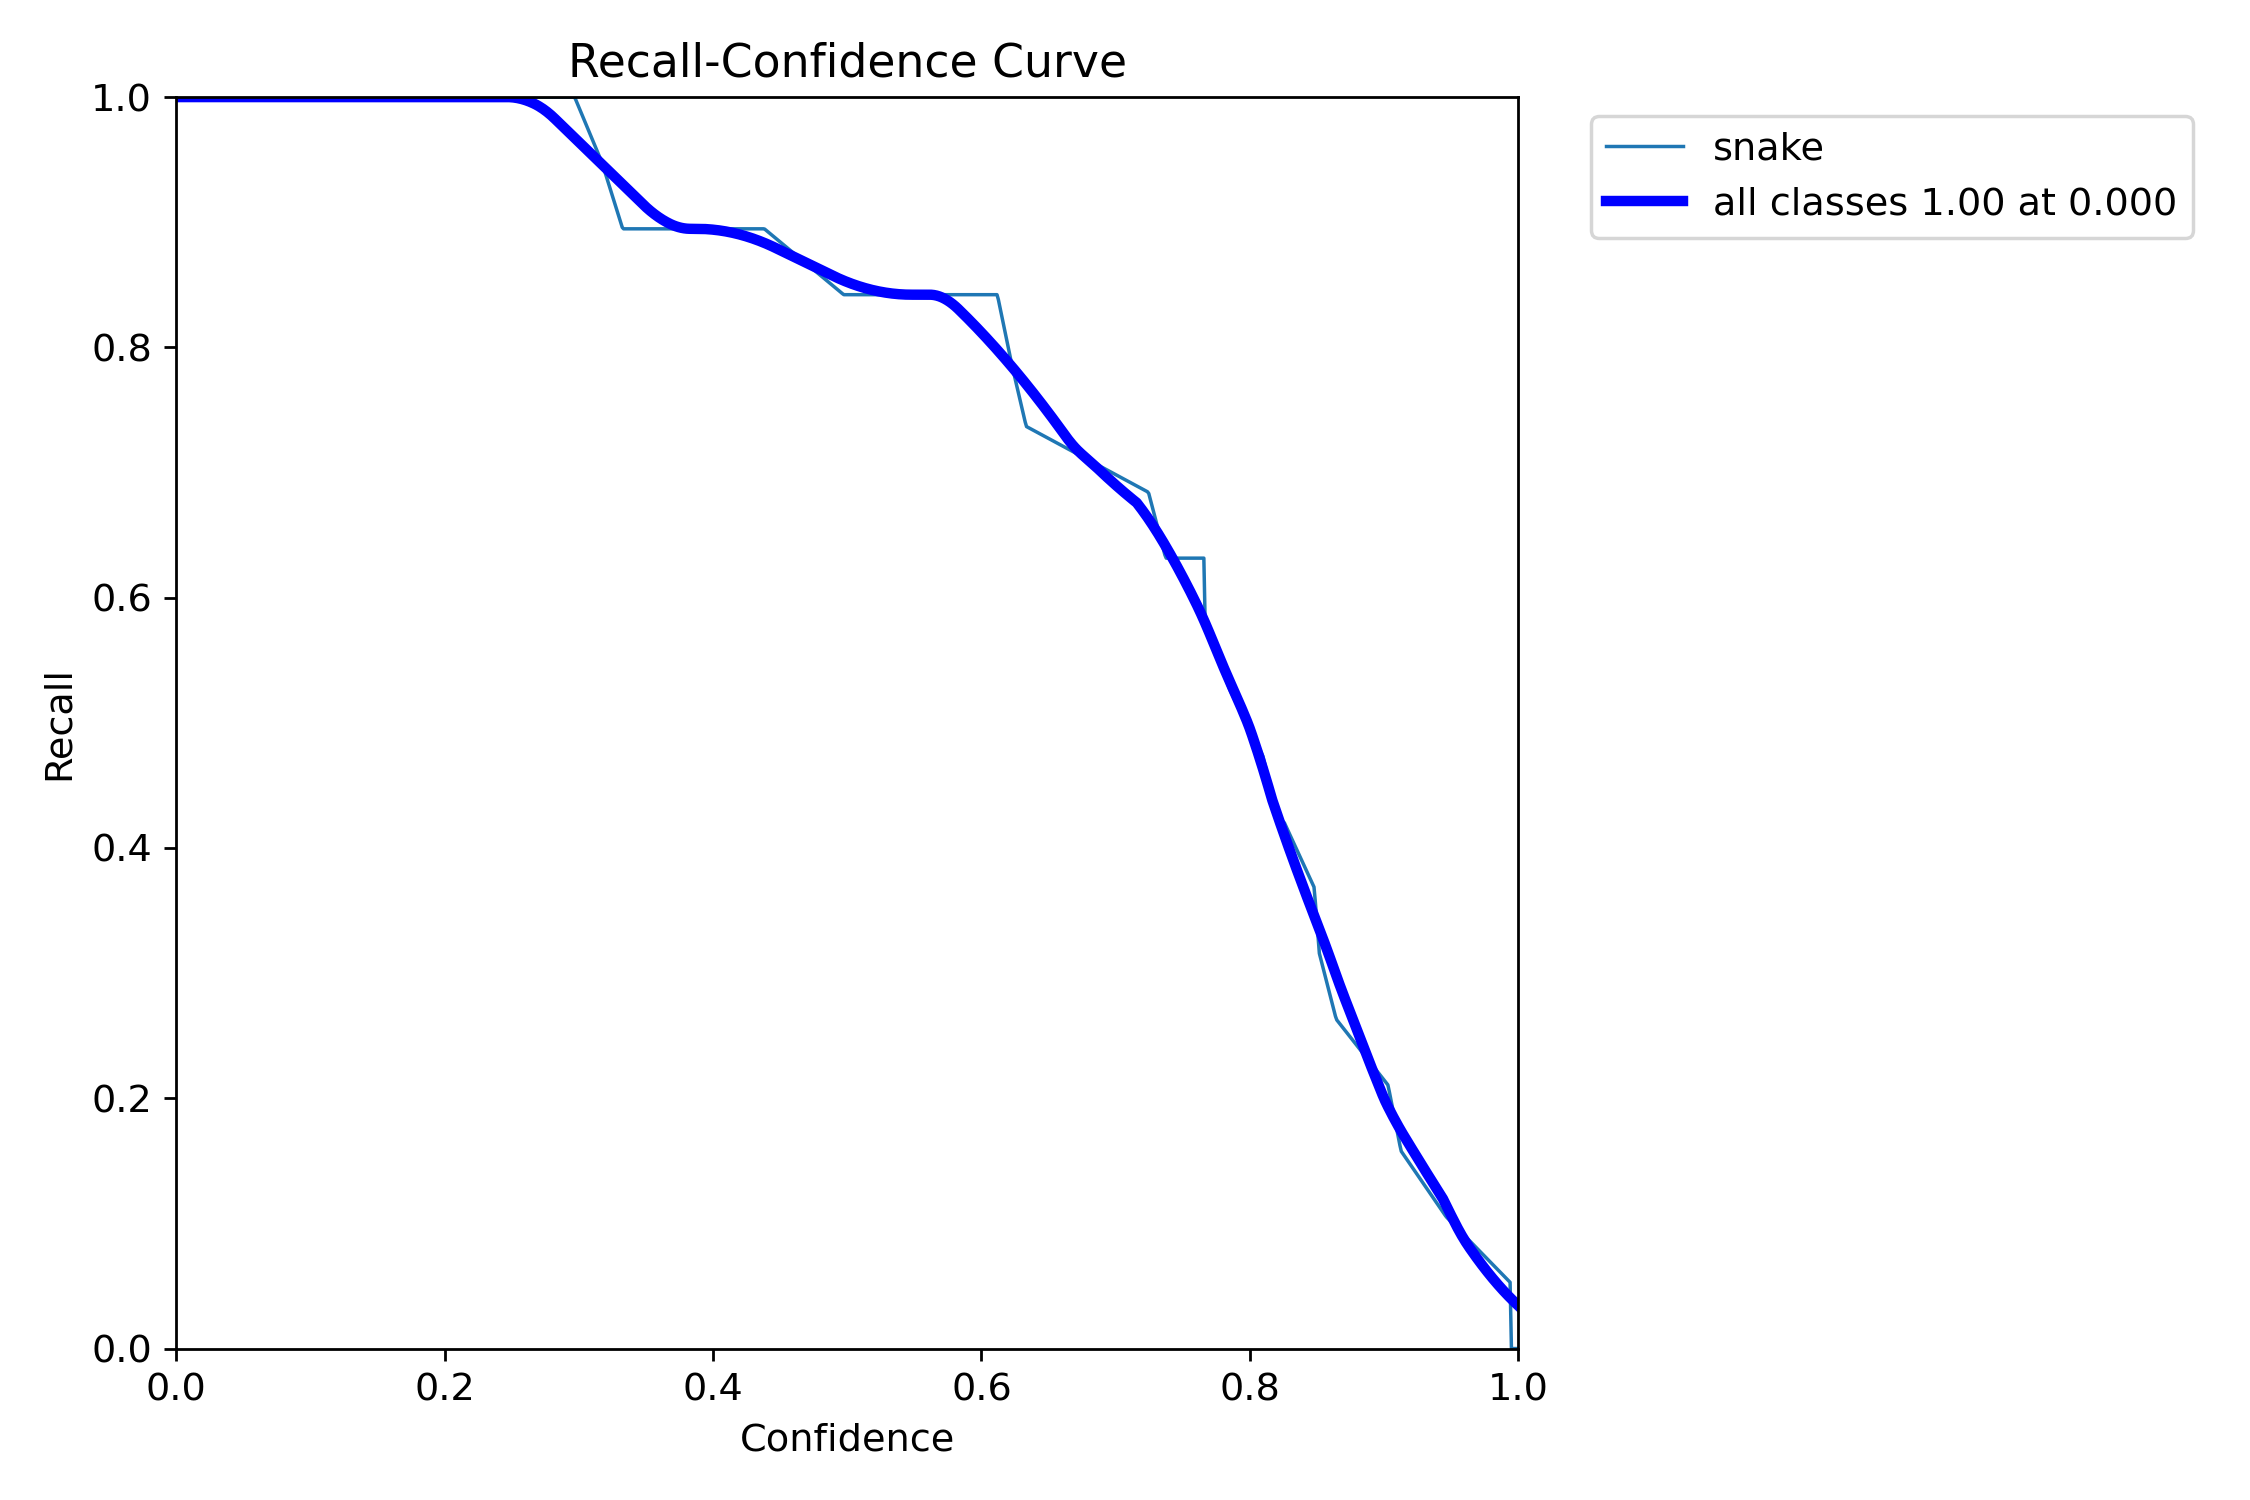 Recall-Confidence Curve
1.0
0.8
0.6
0.4
0.2
0.0
Recall
0.0 0.2 0.4 0.6 0.8 1.0
Confidence
snake
all classes 1.00 at 0.000